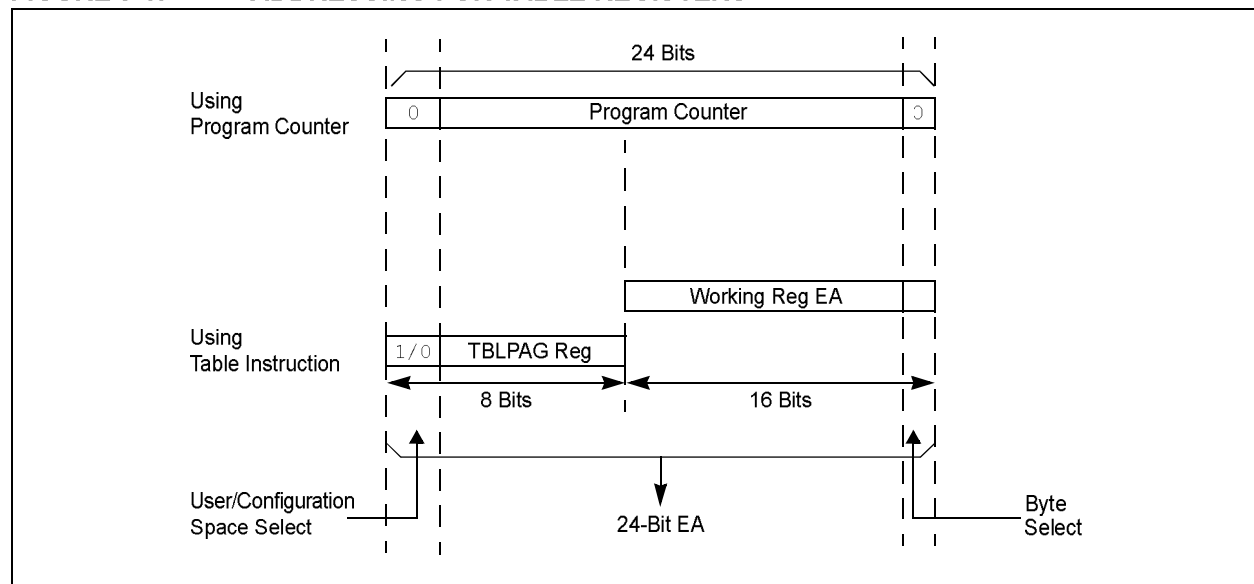 24 Bits
Using
Program Counter
0
Program Counter
0
Working Reg EA
Using
Table Instruction
1/0
TBLPAG Reg
8 Bits
16 Bits
User/Configuration
Space Select
24-Bit EA
Byte
Select